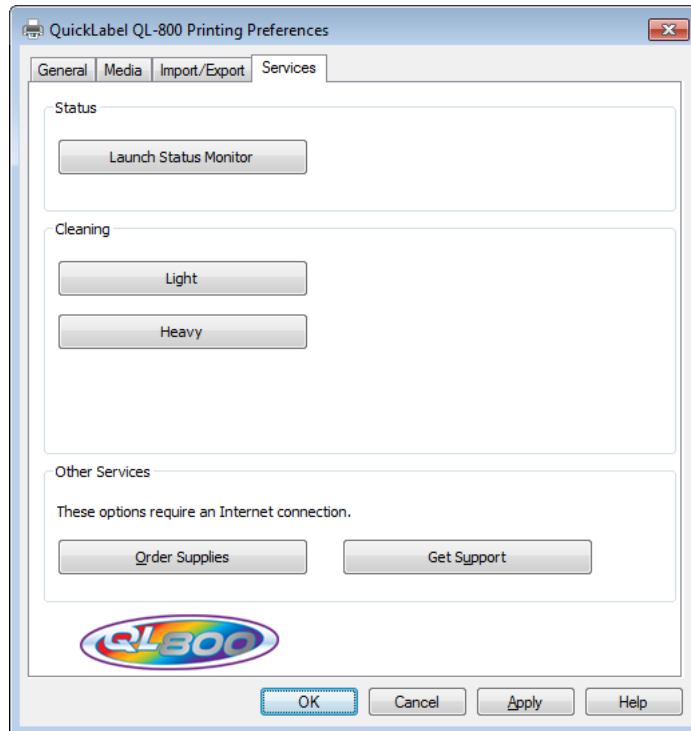 QuickLabel QL-800 Printing Preferences
General Media Import/Export Services
Status
Launch Status Monitor
Cleaning
Light
Heavy
Other Services
These options require an Internet connection.
Order Supplies Get Support
QL800
OK Cancel Apply Help